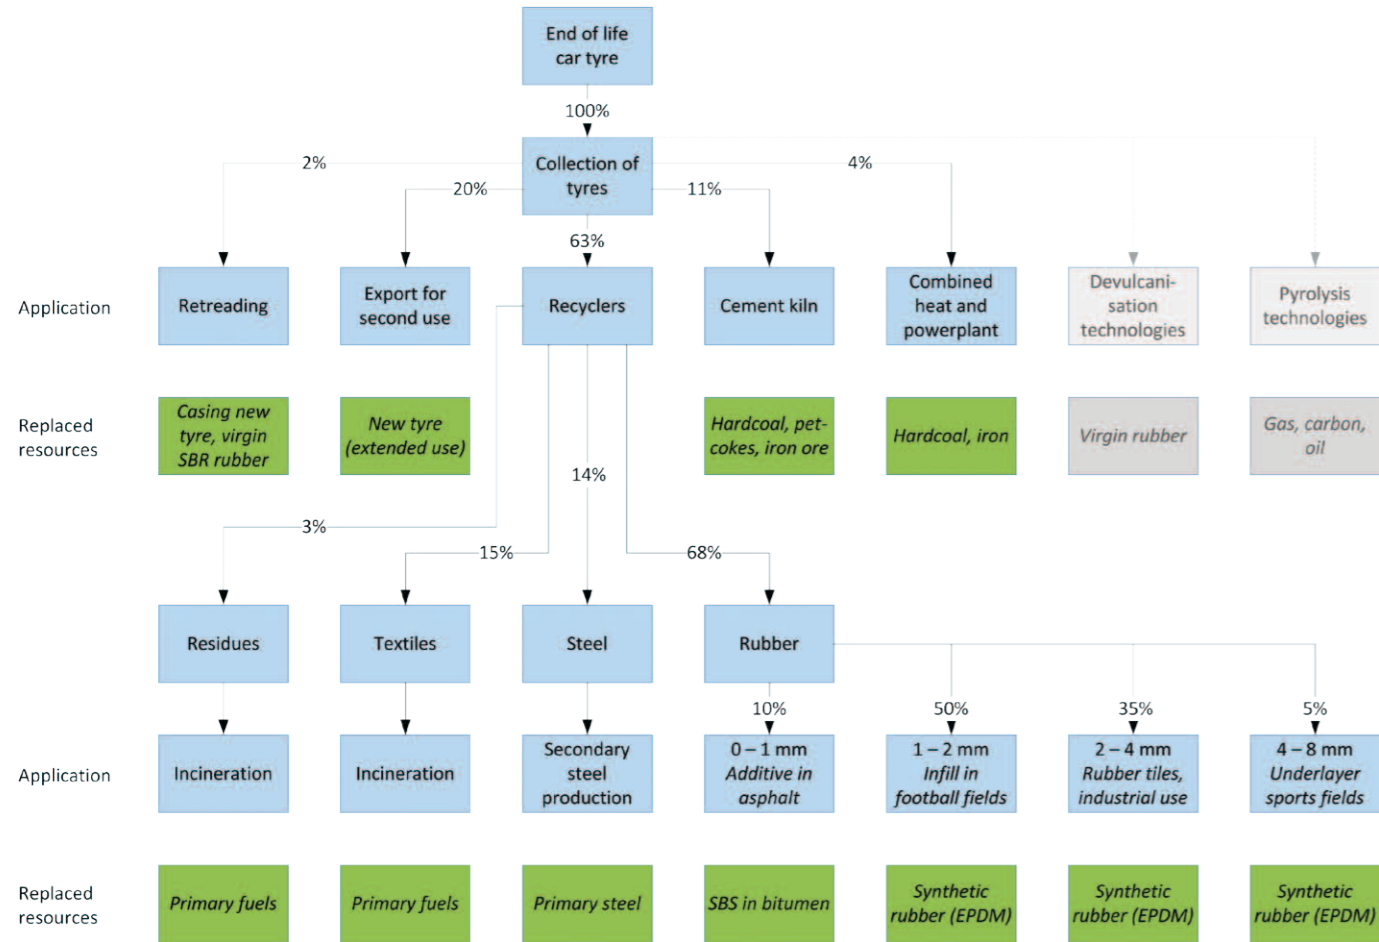 End of life
car tyre
100%
Collection of
tyres
2%
20%
63%
11%
4%
Application
Retreading
Export for
second use
Recyclers
Cement kiln
Combined
heat and
powerplant
Devulcani-
sation
technologies
Pyrolysis
technologies
Replaced
resources
Casing new
tyre, virgin
SBR rubber
New tyre
(extended use)
Hardcoal, pet-
cokes, iron ore
Hardcoal, iron
Virgin rubber
Gas, carbon,
oil
14%
3%
15%
68%
Residues
Textiles
Steel
Rubber
10%
50%
35%
5%
Application
Incineration
Incineration
Secondary
steel
production
0 – 1 mm
Additive in
asphalt
1 – 2 mm
Infill in
football fields
2 – 4 mm
Rubber tiles,
industrial use
4 – 8 mm
Underlayer
sports fields
Replaced
resources
Primary fuels
Primary fuels
Primary steel
SBS in bitumen
Synthetic
rubber (EPDM)
Synthetic
rubber (EPDM)
Synthetic
rubber (EPDM)